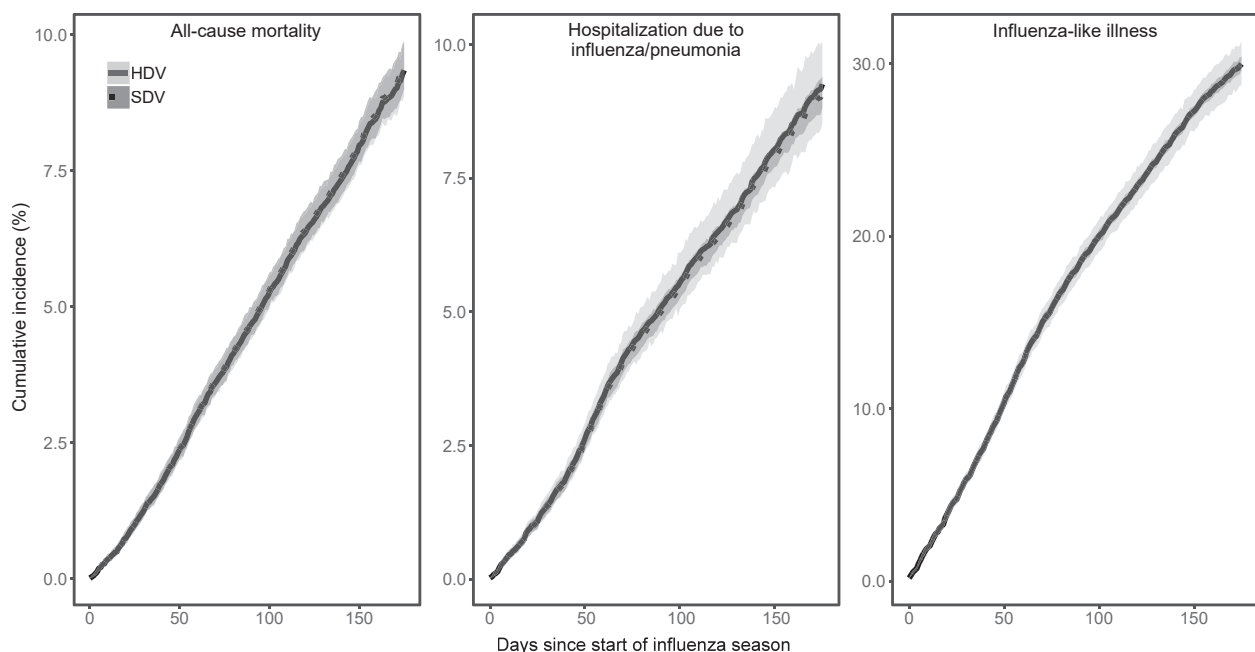 All-cause mortality
Hospitalization due to
influenza/pneumonia
Influenza-like illness
HDV
SDV
Cumulative incidence (%)
10.0
7.5
5.0
2.5
0.0
0 50 100 150
10.0
7.5
5.0
2.5
0.0
0 50 100 150
30.0
20.0
10.0
0.0
0 50 100 150
Days since start of influenza season